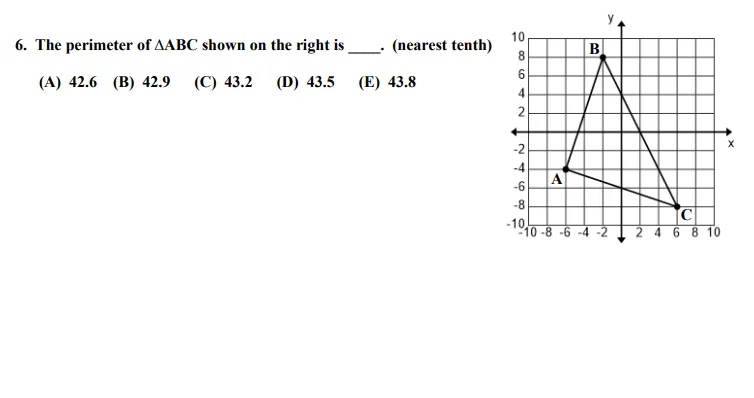 6. The perimeter of ΔABC shown on the right is ____. (nearest tenth)
(A) 42.6 (B) 42.9 (C) 43.2 (D) 43.5 (E) 43.8
y
10
8
6
4
2
-2
-4
-6
-8
-10
B
A
C
x
-10 -8 -6 -4 -2 2 4 6 8 10